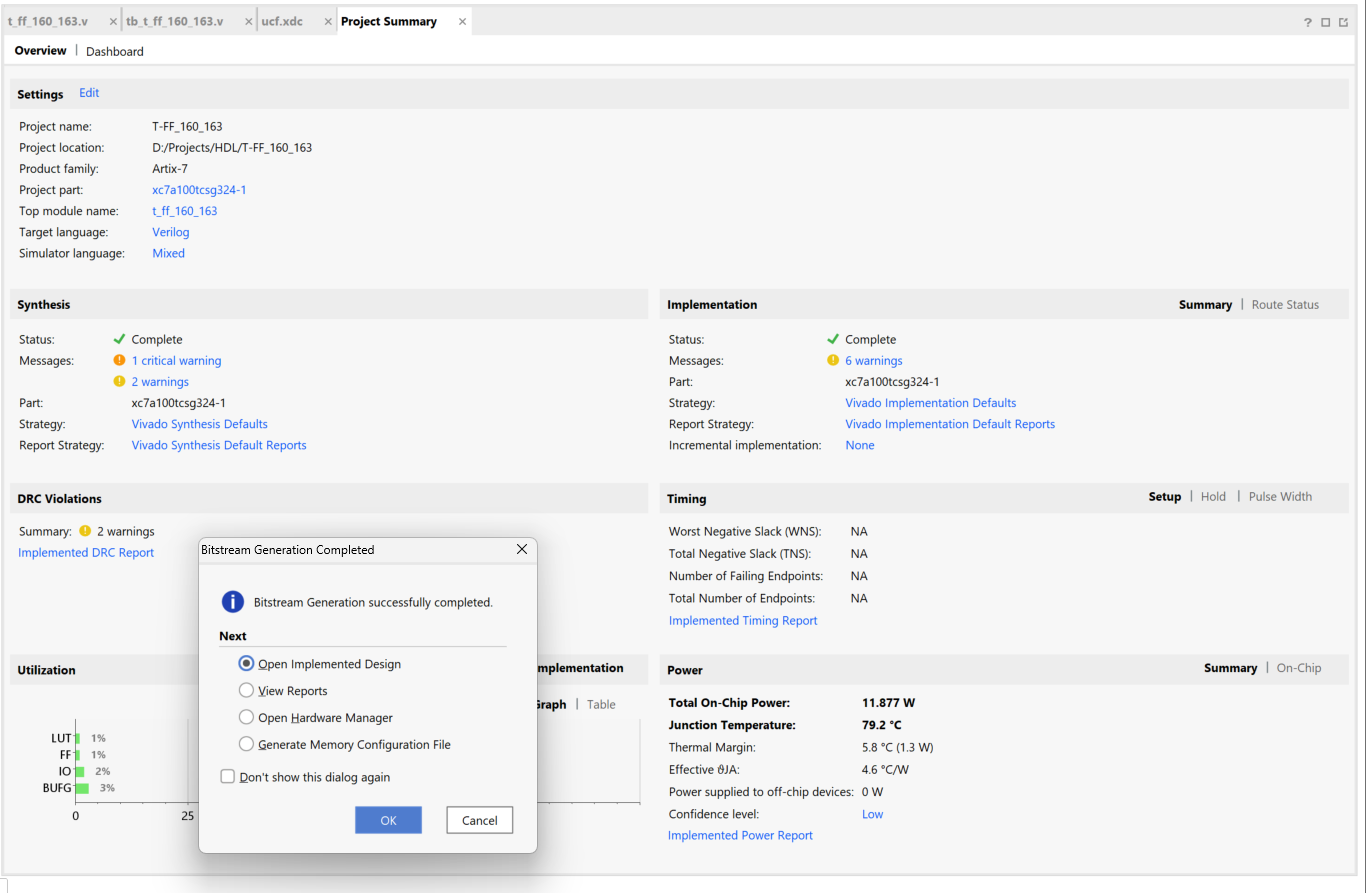 t_ff_160_163.v × tb_t_ff_160_163.v × ucf.xdc × Project Summary × ?
Overview | Dashboard
Settings Edit
Project name: T-FF_160_163
Project location: D:/Projects/HDL/T-FF_160_163
Product family: Artix-7
Project part: xc7a100tcsg324-1
Top module name: t_ff_160_163
Target language: Verilog
Simulator language: Mixed
Synthesis
Status: Complete
Messages: 1 critical warning
2 warnings
Part: xc7a100tcsg324-1
Strategy: Vivado Synthesis Defaults
Report Strategy: Vivado Synthesis Default Reports
Implementation Summary | Route Status
Status: Complete
Messages: 6 warnings
Part: xc7a100tcsg324-1
Strategy: Vivado Implementation Defaults
Report Strategy: Vivado Implementation Default Reports
Incremental implementation: None
DRC Violations
Summary: 2 warnings
Implemented DRC Report
Timing Setup | Hold | Pulse Width
Worst Negative Slack (WNS): NA
Total Negative Slack (TNS): NA
Number of Failing Endpoints: NA
Total Number of Endpoints: NA
Implemented Timing Report
Bitstream Generation Completed
Bitstream Generation successfully completed.
Next
Open Implemented Design
View Reports
Open Hardware Manager
Generate Memory Configuration File
Don't show this dialog again
OK Cancel
Utilization mplementation
Graph | Table
LUT 1%
FF 1%
IO 2%
BUFG 3%
0 25
Power Summary | On-Chip
Total On-Chip Power: 11.877 W
Junction Temperature: 79.2 °C
Thermal Margin: 5.8 °C (1.3 W)
Effective ϑJA: 4.6 °C/W
Power supplied to off-chip devices: 0 W
Confidence level: Low
Implemented Power Report